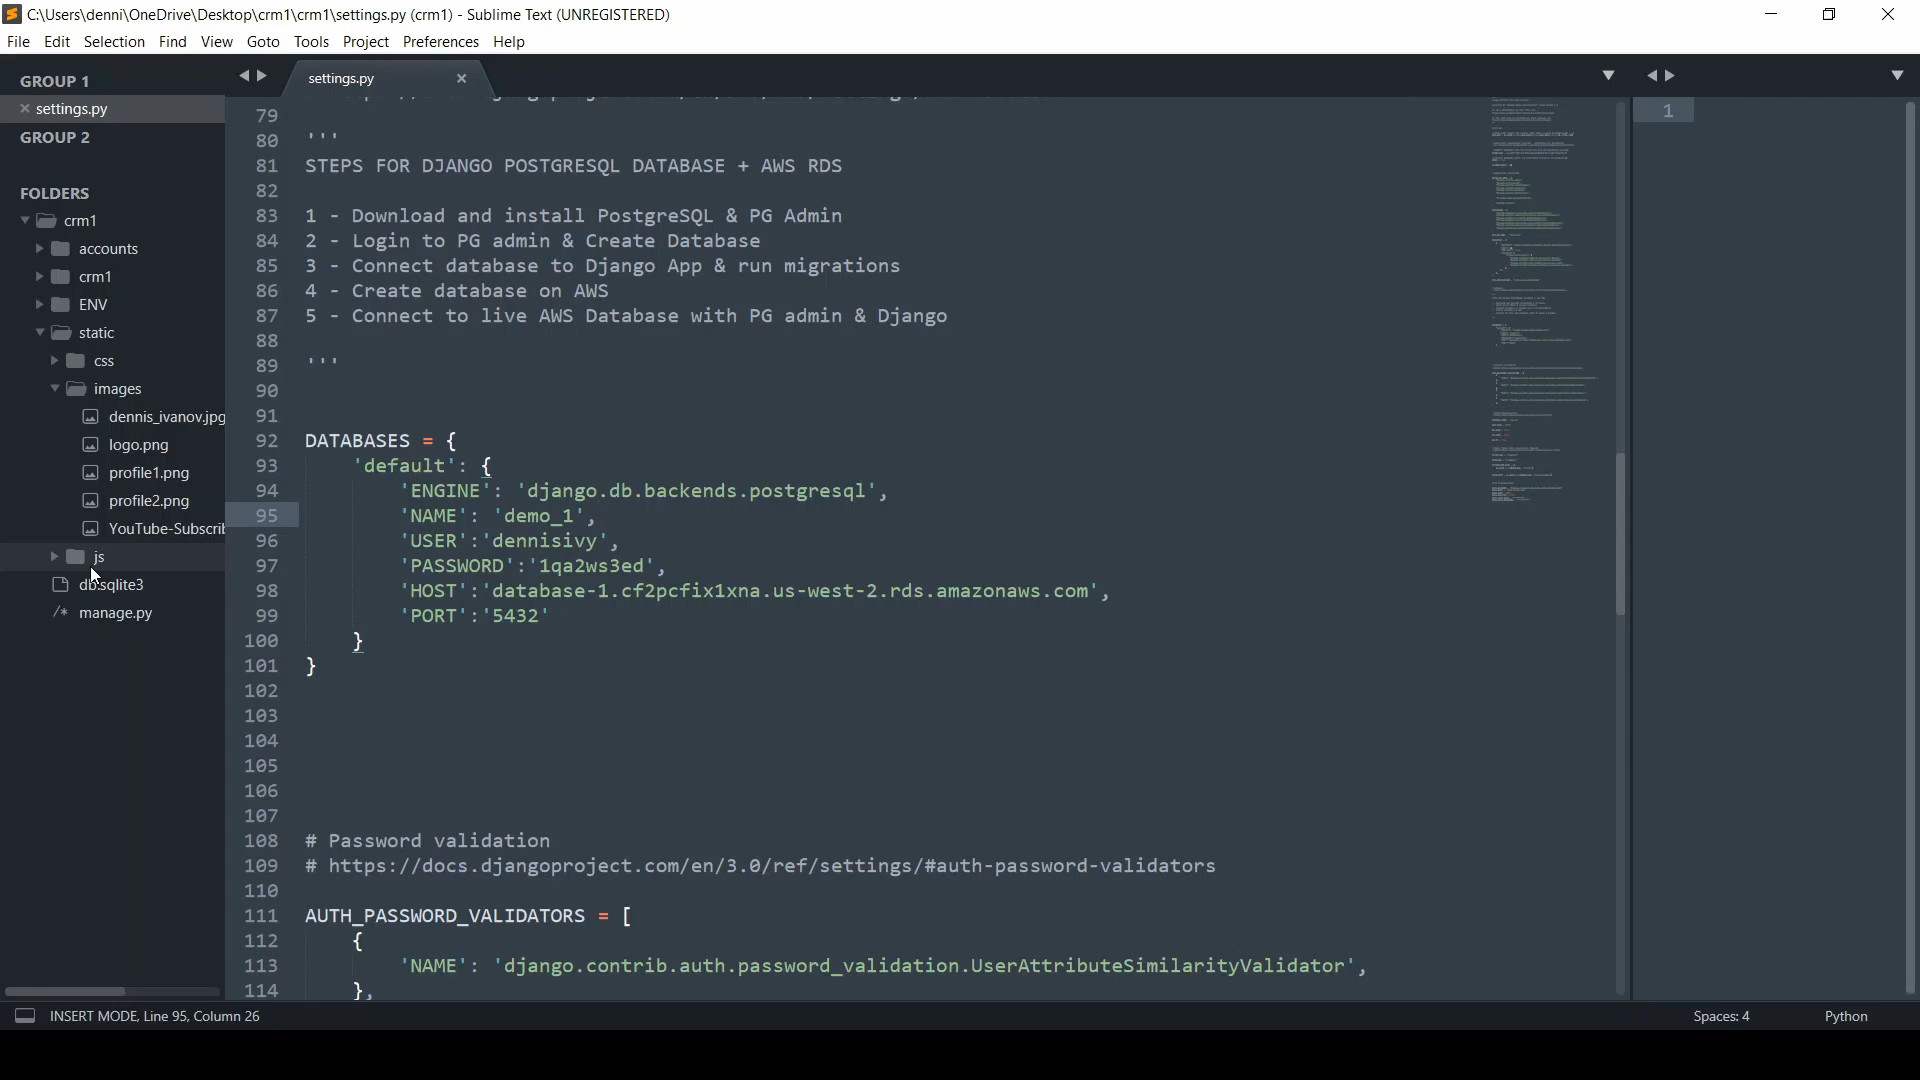 C:\Users\denni\OneDrive\Desktop\crm1\crm1\settings.py (crm1) - Sublime Text (UNREGISTERED)
File Edit Selection Find View Goto Tools Project Preferences Help
GROUP 1
settings.py
GROUP 2
FOLDERS
crm1
accounts
crm1
ENV
static
css
images
dennis_ivanov.jpg
logo.png
profile1.png
profile2.png
YouTube-Subscrib
js
db.sqlite3
manage.py
settings.py
79
80 '''
81 STEPS FOR DJANGO POSTGRESQL DATABASE + AWS RDS
82
83 1 - Download and install PostgreSQL & PG Admin
84 2 - Login to PG admin & Create Database
85 3 - Connect database to Django App & run migrations
86 4 - Create database on AWS
87 5 - Connect to live AWS Database with PG admin & Django
88
89 '''
90
91
92 DATABASES = {
93 'default': {
94 'ENGINE': 'django.db.backends.postgresql',
95 'NAME': 'demo_1',
96 'USER':'dennisivy',
97 'PASSWORD':'1qa2ws3ed',
98 'HOST':'database-1.cf2pcfix1xna.us-west-2.rds.amazonaws.com',
99 'PORT':'5432'
100 }
101 }
102
103
104
105
106
107
108 # Password validation
109 # https://docs.djangoproject.com/en/3.0/ref/settings/#auth-password-validators
110
111 AUTH_PASSWORD_VALIDATORS = [
112 {
113 'NAME': 'django.contrib.auth.password_validation.UserAttributeSimilarityValidator',
114 },
1
INSERT MODE, Line 95, Column 26
Spaces: 4
Python